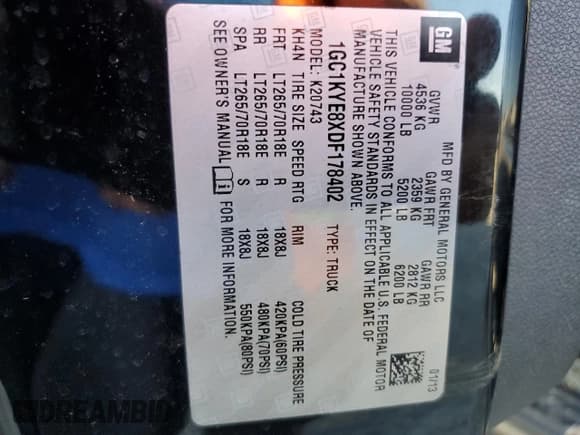 GM
MFD BY GENERAL MOTORS LLC 01/13
GVWR GAWR FRT GAWR RR
4536 KG 2359 KG 2812 KG
10000 LB 5200 LB 6200 LB
THIS VEHICLE CONFORMS TO ALL APPLICABLE U.S. FEDERAL MOTOR
VEHICLE SAFETY STANDARDS IN EFFECT ON THE DATE OF
MANUFACTURE SHOWN ABOVE.
1GC1KYE8XDF178402 TYPE: TRUCK
MODEL: K20743
KH4N TIRE SIZE SPEED RTG RIM COLD TIRE PRESSURE
FRT LT265/70R18E R 18X8J 420KPA(60PSI)
RR LT265/70R18E R 18X8J 480KPA(70PSI)
SPA LT265/70R18E S 18X8J 550KPA(80PSI)
SEE OWNER'S MANUAL FOR MORE INFORMATION.
DREAMBID